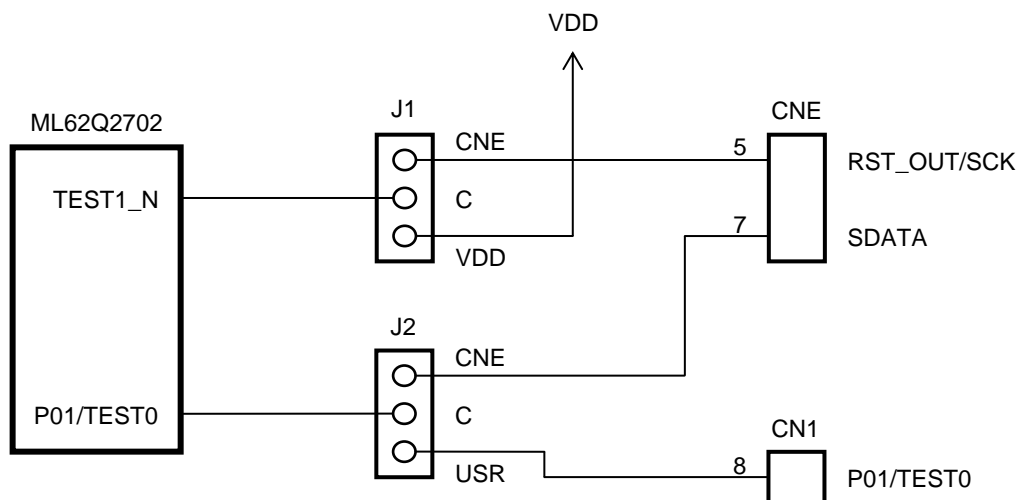 VDD
ML62Q2702
J1
CNE
CNE
5
RST_OUT/SCK
TEST1_N
C
7
SDATA
VDD
J2
CNE
P01/TEST0
C
CN1
USR
8
P01/TEST0